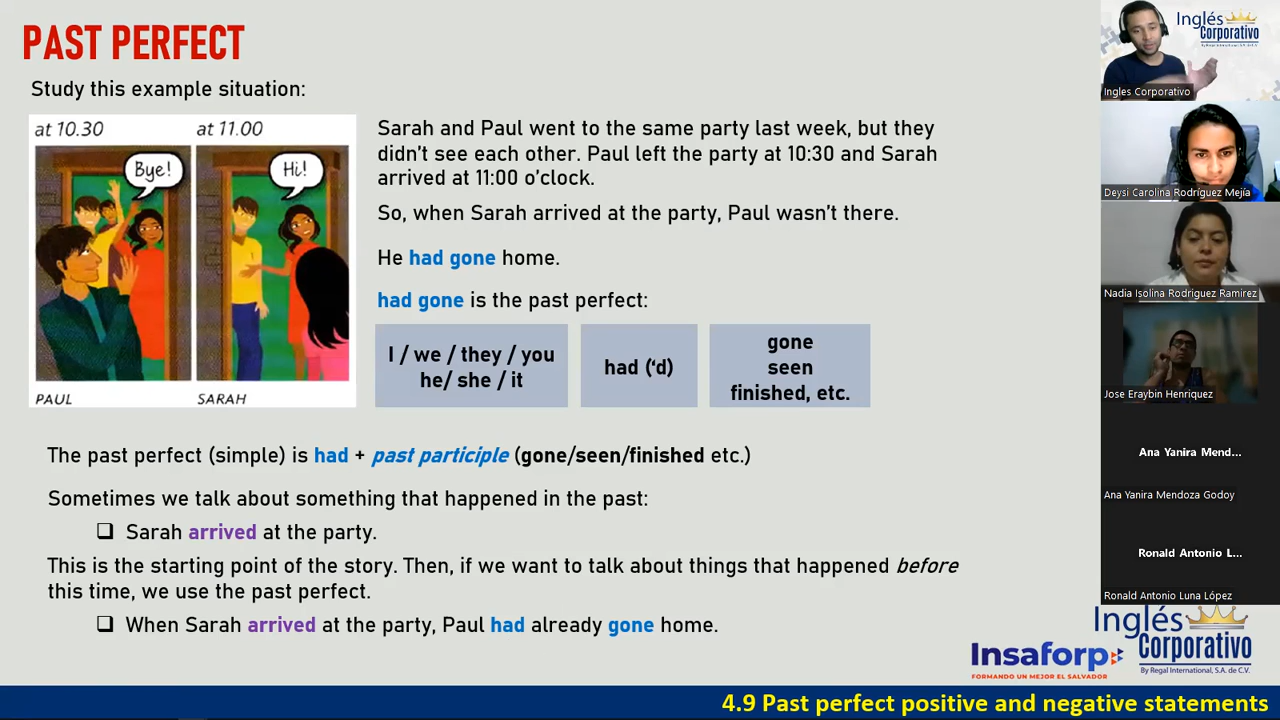 PAST PERFECT
Study this example situation:
at 10.30
at 11.00
Bye!
Hi!
PAUL
SARAH
Sarah and Paul went to the same party last week, but they
didn't see each other. Paul left the party at 10:30 and Sarah
arrived at 11:00 o'clock.
So, when Sarah arrived at the party, Paul wasn't there.
He had gone home.
had gone is the past perfect:
I / we / they / you
he/ she / it
had ('d)
gone
seen
finished, etc.
The past perfect (simple) is had + past participle (gone/seen/finished etc.)
Sometimes we talk about something that happened in the past:
❑ Sarah arrived at the party.
This is the starting point of the story. Then, if we want to talk about things that happened before
this time, we use the past perfect.
❑ When Sarah arrived at the party, Paul had already gone home.
Inglés
Corporativo
By Regal International, S.A. de C.V.
Ingles Corporativo
Deysi Carolina Rodríguez Mejía
Nadia Isolina Rodríguez Ramirez
Jose Eraybin Henriquez
Ana Yanira Mend...
Ana Yanira Mendoza Godoy
Ronald Antonio L...
Ronald Antonio Luna López
Insaforp
FORMANDO UN MEJOR EL SALVADOR
Inglés
Corporativo
By Regal International, S.A. de C.V.
4.9 Past perfect positive and negative statements